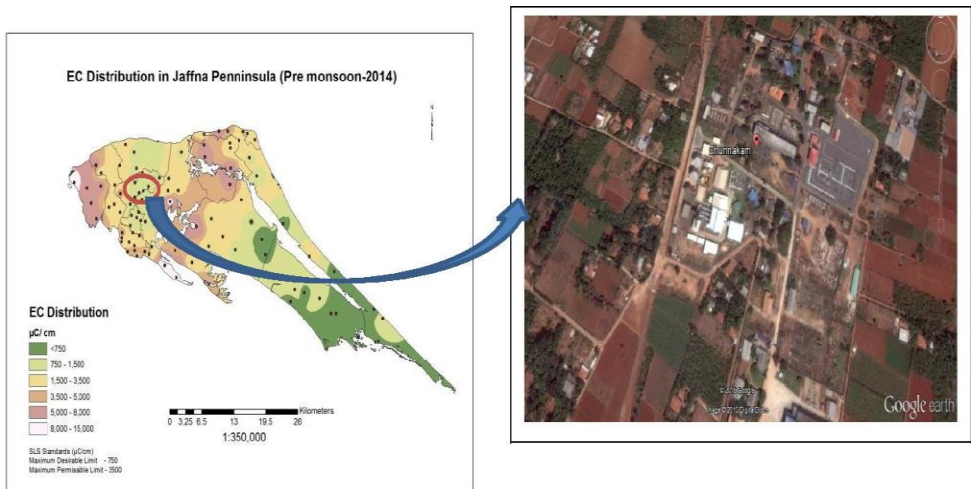 EC Distribution in Jaffna Penninsula (Pre monsoon-2014)
EC Distribution
µC/ cm
<750
750 - 1,500
1,500 - 3,500
3,500 - 5,000
5,000 - 8,000
8,000 - 15,000
Kilometers
0 3.25 6.5 13 19.5 26
1:350,000
SLS Standards (µC/cm)
Maximum Desirable Limit - 750
Maximum Permissible Limit - 3500
Chunnakam
Google earth